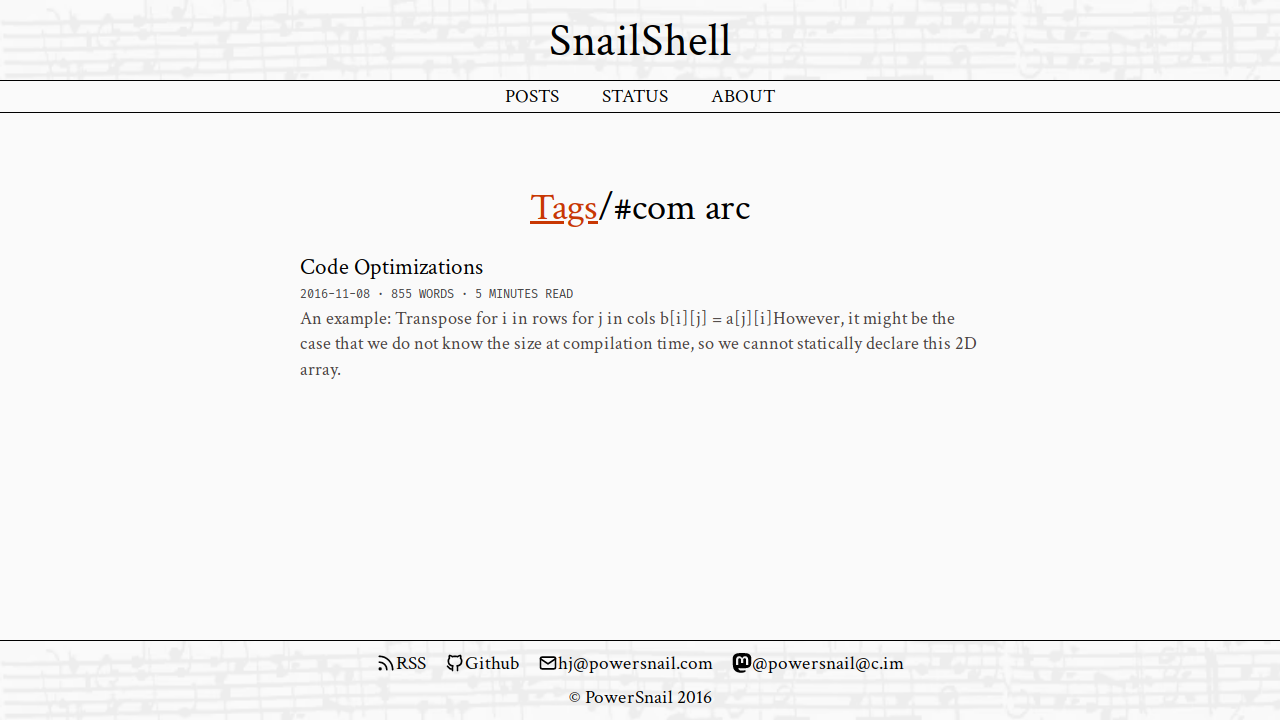 SnailShell
POSTS STATUS ABOUT
Tags/#com arc
Code Optimizations
2016-11-08 · 855 WORDS · 5 MINUTES READ
An example: Transpose for i in rows for j in cols b[i][j] = a[j][i]However, it might be the
case that we do not know the size at compilation time, so we cannot statically declare this 2D
array.
RSS Github hj@powersnail.com @powersnail@c.im
© PowerSnail 2016